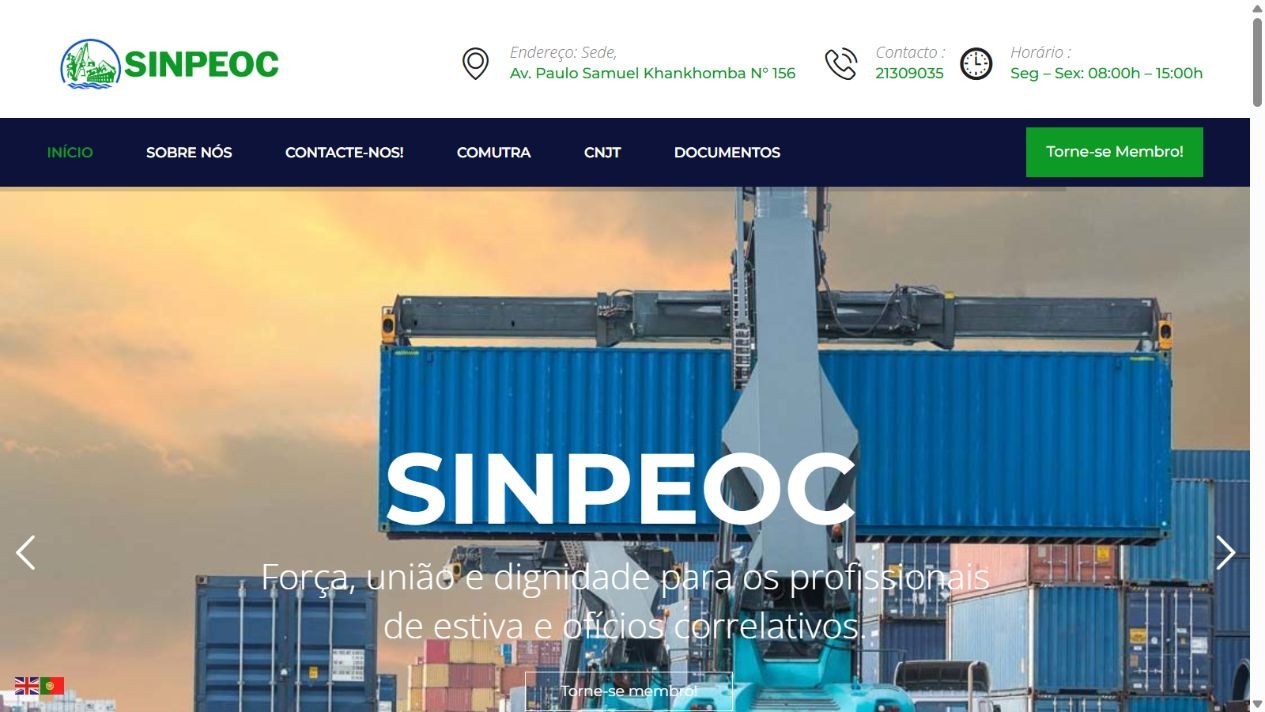 SINPEOC
Endereço: Sede,
Av. Paulo Samuel Khankhomba N° 156
Contacto :
21309035
Horário :
Seg – Sex: 08:00h – 15:00h
INÍCIO
SOBRE NÓS
CONTACTE-NOS!
COMUTRA
CNJT
DOCUMENTOS
Torne-se Membro!
SINPEOC
Força, união e dignidade para os profissionais
de estiva e ofícios correlativos.
Torne-se membro!